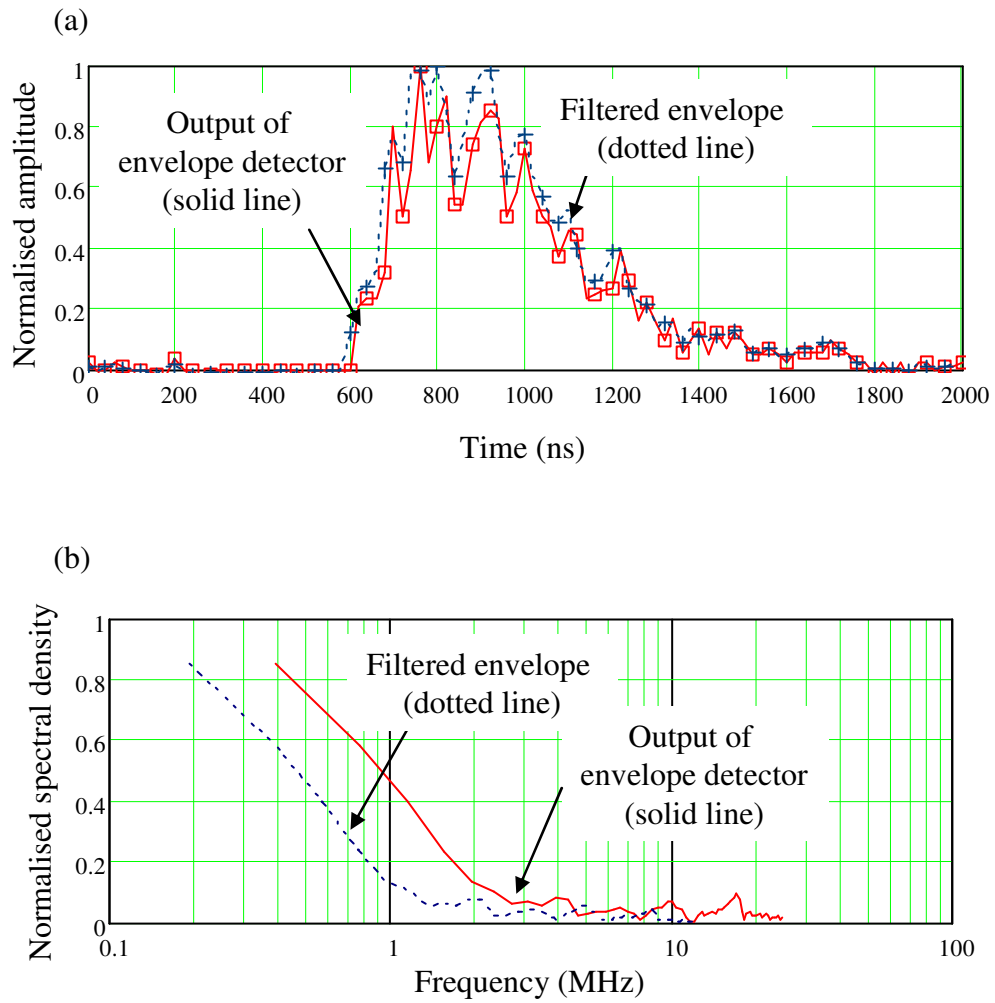 (a)
Normalised amplitude
1
0.8
0.6
0.4
0.2
0
Output of
envelope detector
(solid line)
Filtered envelope
(dotted line)
0 200 400 600 800 1000 1200 1400 1600 1800 2000
Time (ns)
(b)
Normalised spectral density
1
0.8
0.6
0.4
0.2
0
Filtered envelope
(dotted line)
Output of
envelope detector
(solid line)
0.1 1 10 100
Frequency (MHz)